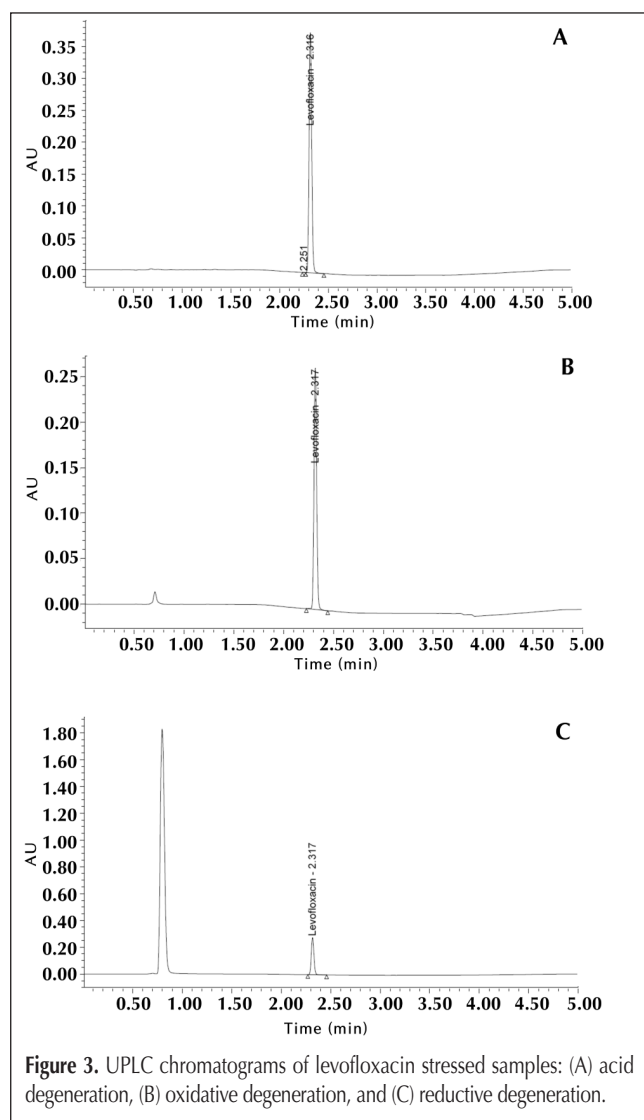 A
0.35
0.30
0.25
0.20
0.15
0.10
0.05
0.00
AU
Levofloxacin - 2.316
2.251
0.50 1.00 1.50 2.00 2.50 3.00 3.50 4.00 4.50 5.00
Time (min)
B
0.25
0.20
0.15
0.10
0.05
0.00
AU
Levofloxacin - 2.317
0.50 1.00 1.50 2.00 2.50 3.00 3.50 4.00 4.50 5.00
Time (min)
C
1.80
1.60
1.40
1.20
1.00
0.80
0.60
0.40
0.20
0.00
AU
Levofloxacin - 2.317
0.50 1.00 1.50 2.00 2.50 3.00 3.50 4.00 4.50 5.00
Time (min)
Figure 3. UPLC chromatograms of levofloxacin stressed samples: (A) acid
degeneration, (B) oxidative degeneration, and (C) reductive degeneration.